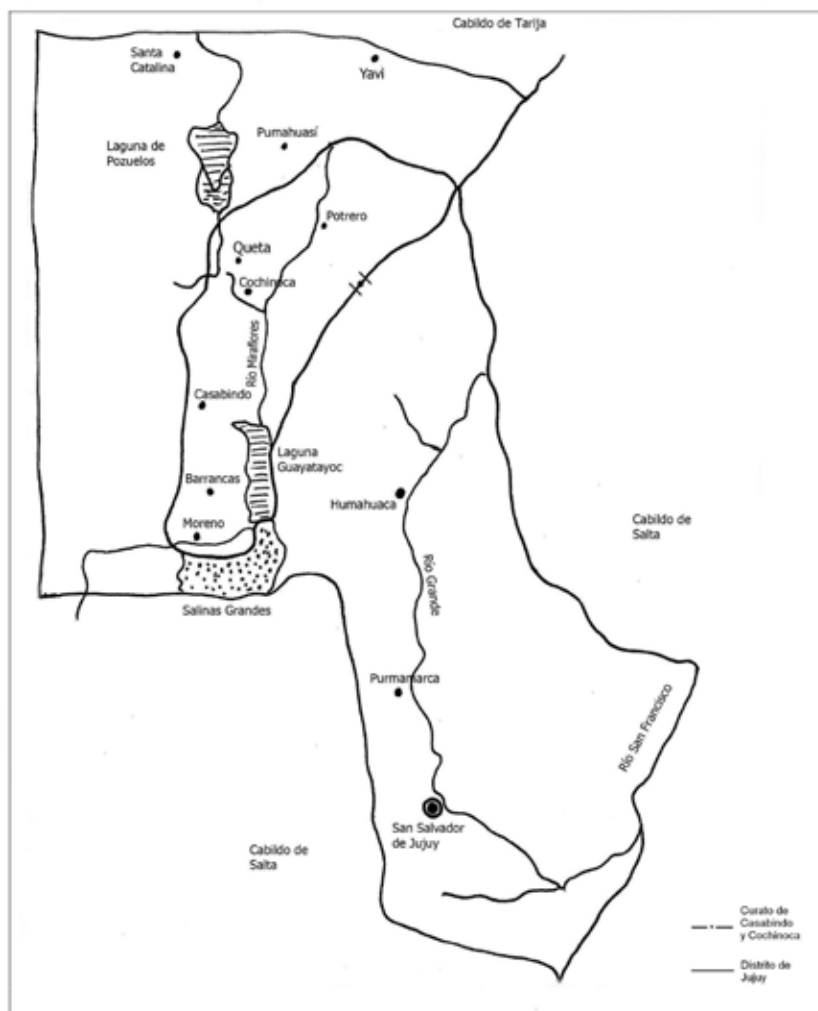 Cabildo de Tarija
Santa
Catalina
Yavi
Laguna de
Pozuelos
Pumahuasí
Potrero
Queta
Cochinoca
Río Miraflores
Casabindo
Laguna
Guayatayoc
Barrancas
Humahuaca
Moreno
Cabildo de
Salta
Río Grande
Salinas Grandes
Purmamarca
Río San Francisco
San Salvador
de Jujuy
Cabildo de
Salta
Curato de
Casabindo
y Cochinoca
Distrito de
Jujuy